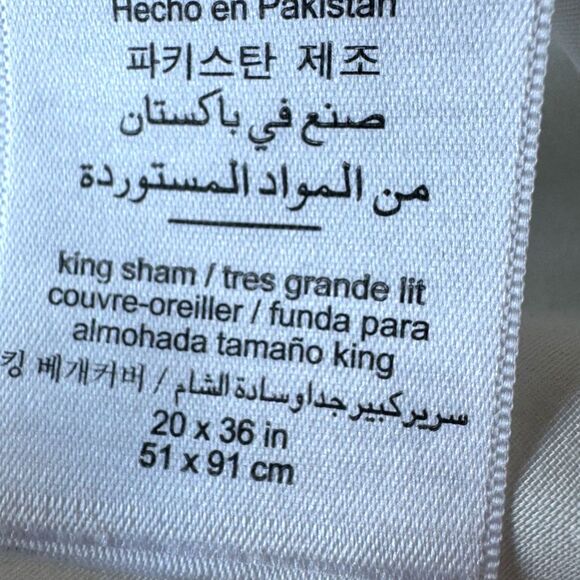 Hecho en Pakistan
파키스탄 제조
صنع في باكستان
من المواد المستوردة
king sham / tres grande lit
couvre-oreiller / funda para
almohada tamaño king
킹 베개커버 / سرير كبير جدا وسادة الشام
20 x 36 in
51 x 91 cm